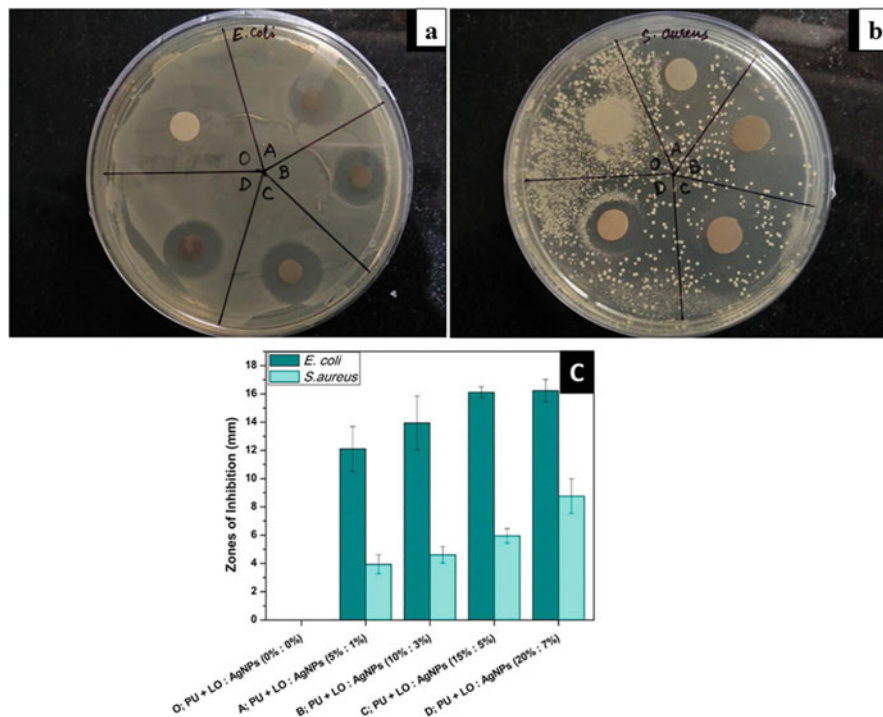 a
E.coli
O A
B
D C
b
S. aureus
O A
B
D C
C
E. coli
S.aureus
Zones of Inhibition (mm)
18
16
14
12
10
8
6
4
2
0
O; PU + LO : AgNPs (0% : 0%)
A; PU + LO : AgNPs (5% : 1%)
B; PU + LO : AgNPs (10% : 3%)
C; PU + LO : AgNPs (15% : 5%)
D; PU + LO : AgNPs (20% : 7%)